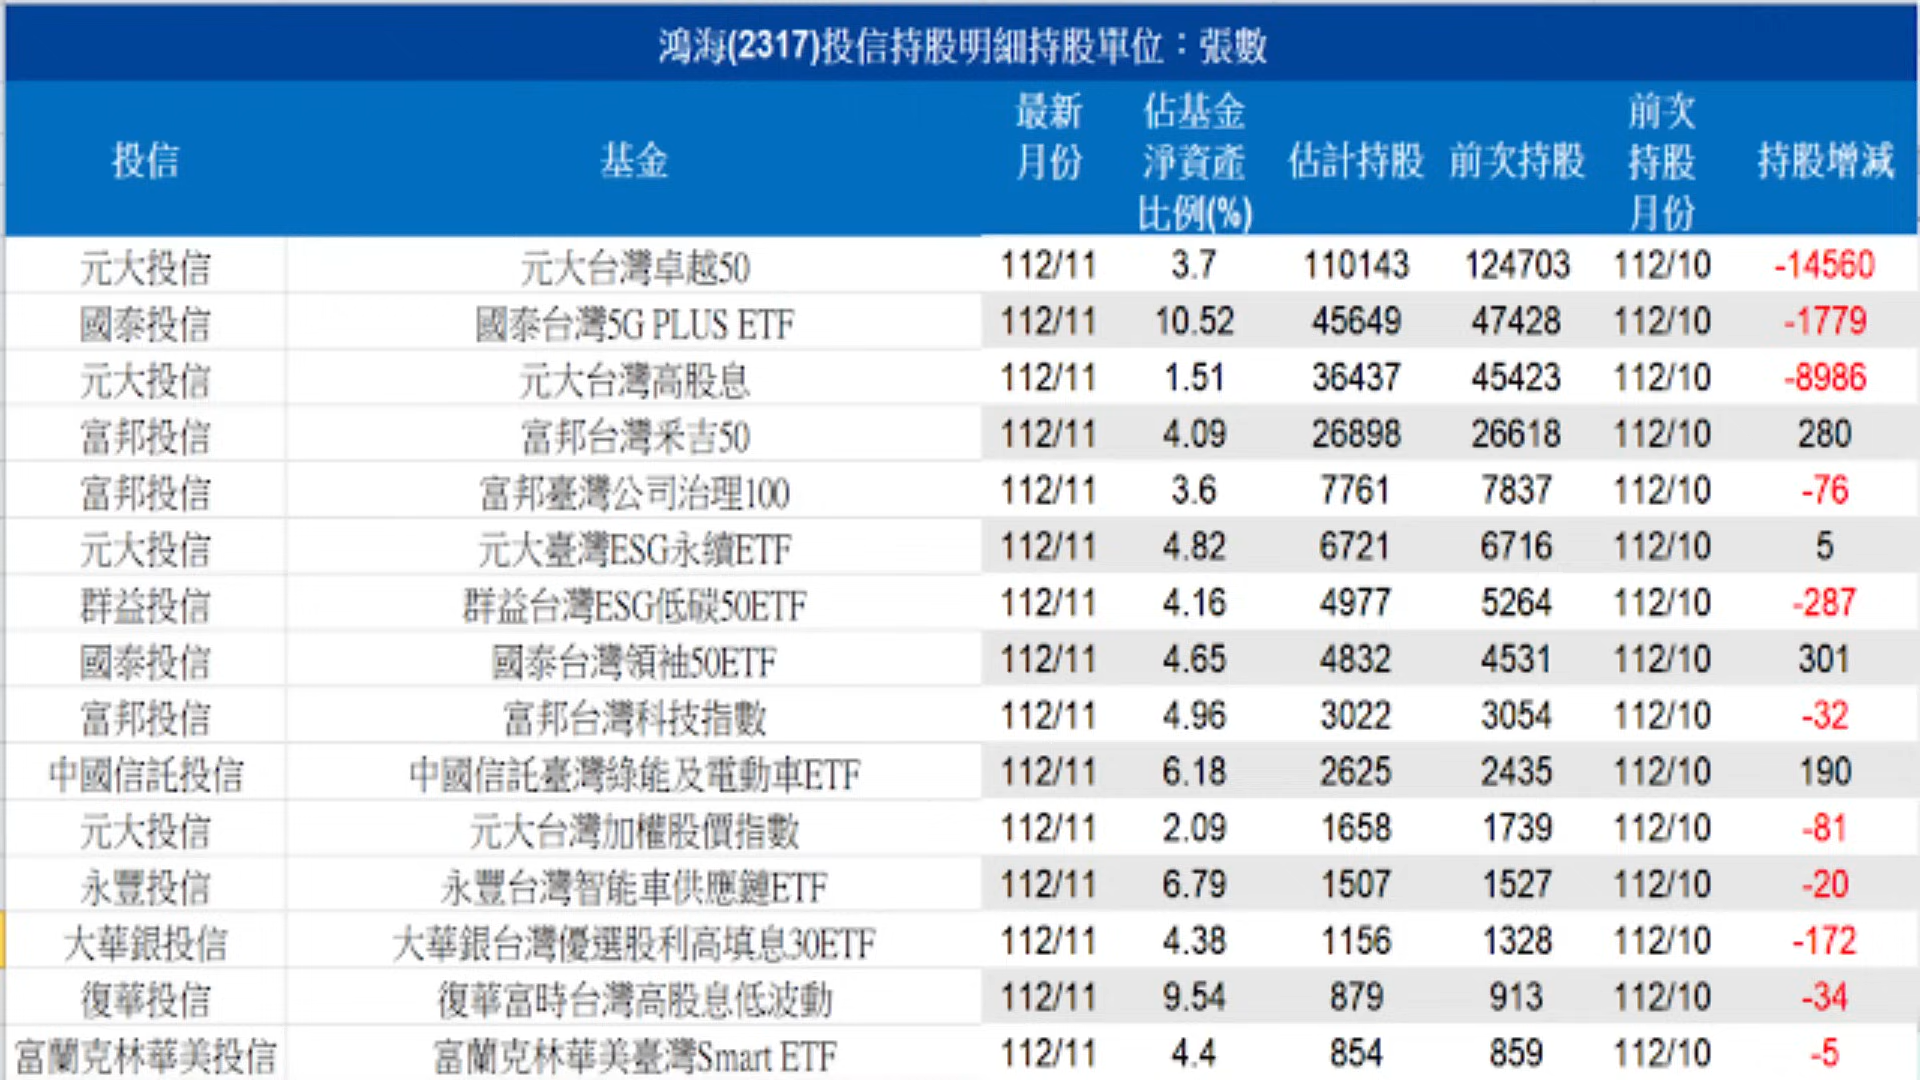 鴻海(2317)投信持股明細持股單位：張數
投信 基金 最新月份 佔基金淨資產比例(%) 估計持股 前次持股 前次持股月份 持股增減
元大投信 元大台灣卓越50 112/11 3.7 110143 124703 112/10 -14560
國泰投信 國泰台灣5G PLUS ETF 112/11 10.52 45649 47428 112/10 -1779
元大投信 元大台灣高股息 112/11 1.51 36437 45423 112/10 -8986
富邦投信 富邦台灣釆吉50 112/11 4.09 26898 26618 112/10 280
富邦投信 富邦臺灣公司治理100 112/11 3.6 7761 7837 112/10 -76
元大投信 元大臺灣ESG永續ETF 112/11 4.82 6721 6716 112/10 5
群益投信 群益台灣ESG低碳50ETF 112/11 4.16 4977 5264 112/10 -287
國泰投信 國泰台灣領袖50ETF 112/11 4.65 4832 4531 112/10 301
富邦投信 富邦台灣科技指數 112/11 4.96 3022 3054 112/10 -32
中國信託投信 中國信託臺灣綠能及電動車ETF 112/11 6.18 2625 2435 112/10 190
元大投信 元大台灣加權股價指數 112/11 2.09 1658 1739 112/10 -81
永豐投信 永豐台灣智能車供應鏈ETF 112/11 6.79 1507 1527 112/10 -20
大華銀投信 大華銀台灣優選股利高填息30ETF 112/11 4.38 1156 1328 112/10 -172
復華投信 復華富時台灣高股息低波動 112/11 9.54 879 913 112/10 -34
富蘭克林華美投信 富蘭克林華美臺灣Smart ETF 112/11 4.4 854 859 112/10 -5